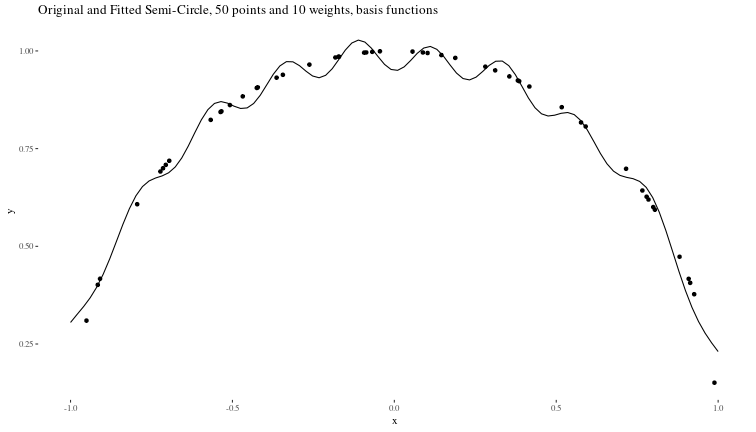 Original and Fitted Semi-Circle, 50 points and 10 weights, basis functions
1.00
0.75
y
0.50
0.25
-1.0 -0.5 0.0 0.5 1.0
x